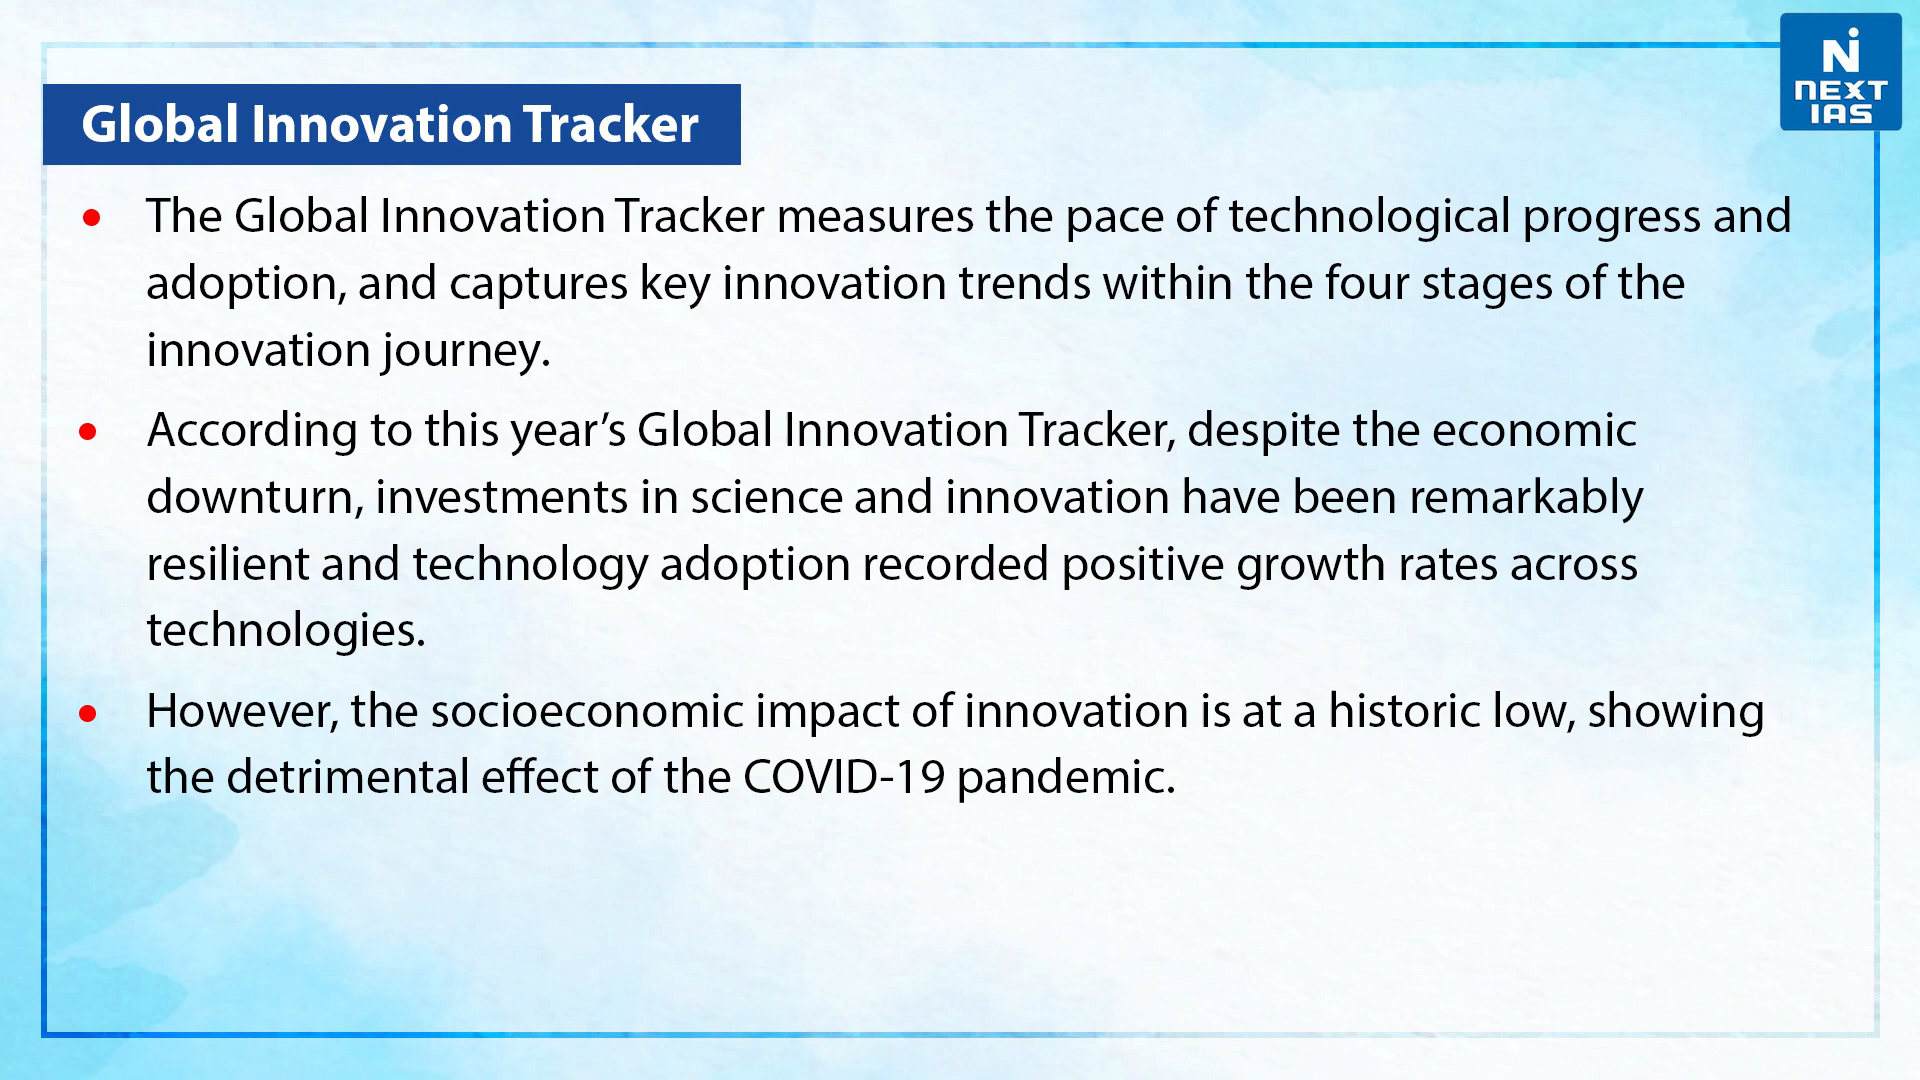 NEXT
IAS
Global Innovation Tracker
• The Global Innovation Tracker measures the pace of technological progress and
adoption, and captures key innovation trends within the four stages of the
innovation journey.
• According to this year’s Global Innovation Tracker, despite the economic
downturn, investments in science and innovation have been remarkably
resilient and technology adoption recorded positive growth rates across
technologies.
• However, the socioeconomic impact of innovation is at a historic low, showing
the detrimental effect of the COVID-19 pandemic.